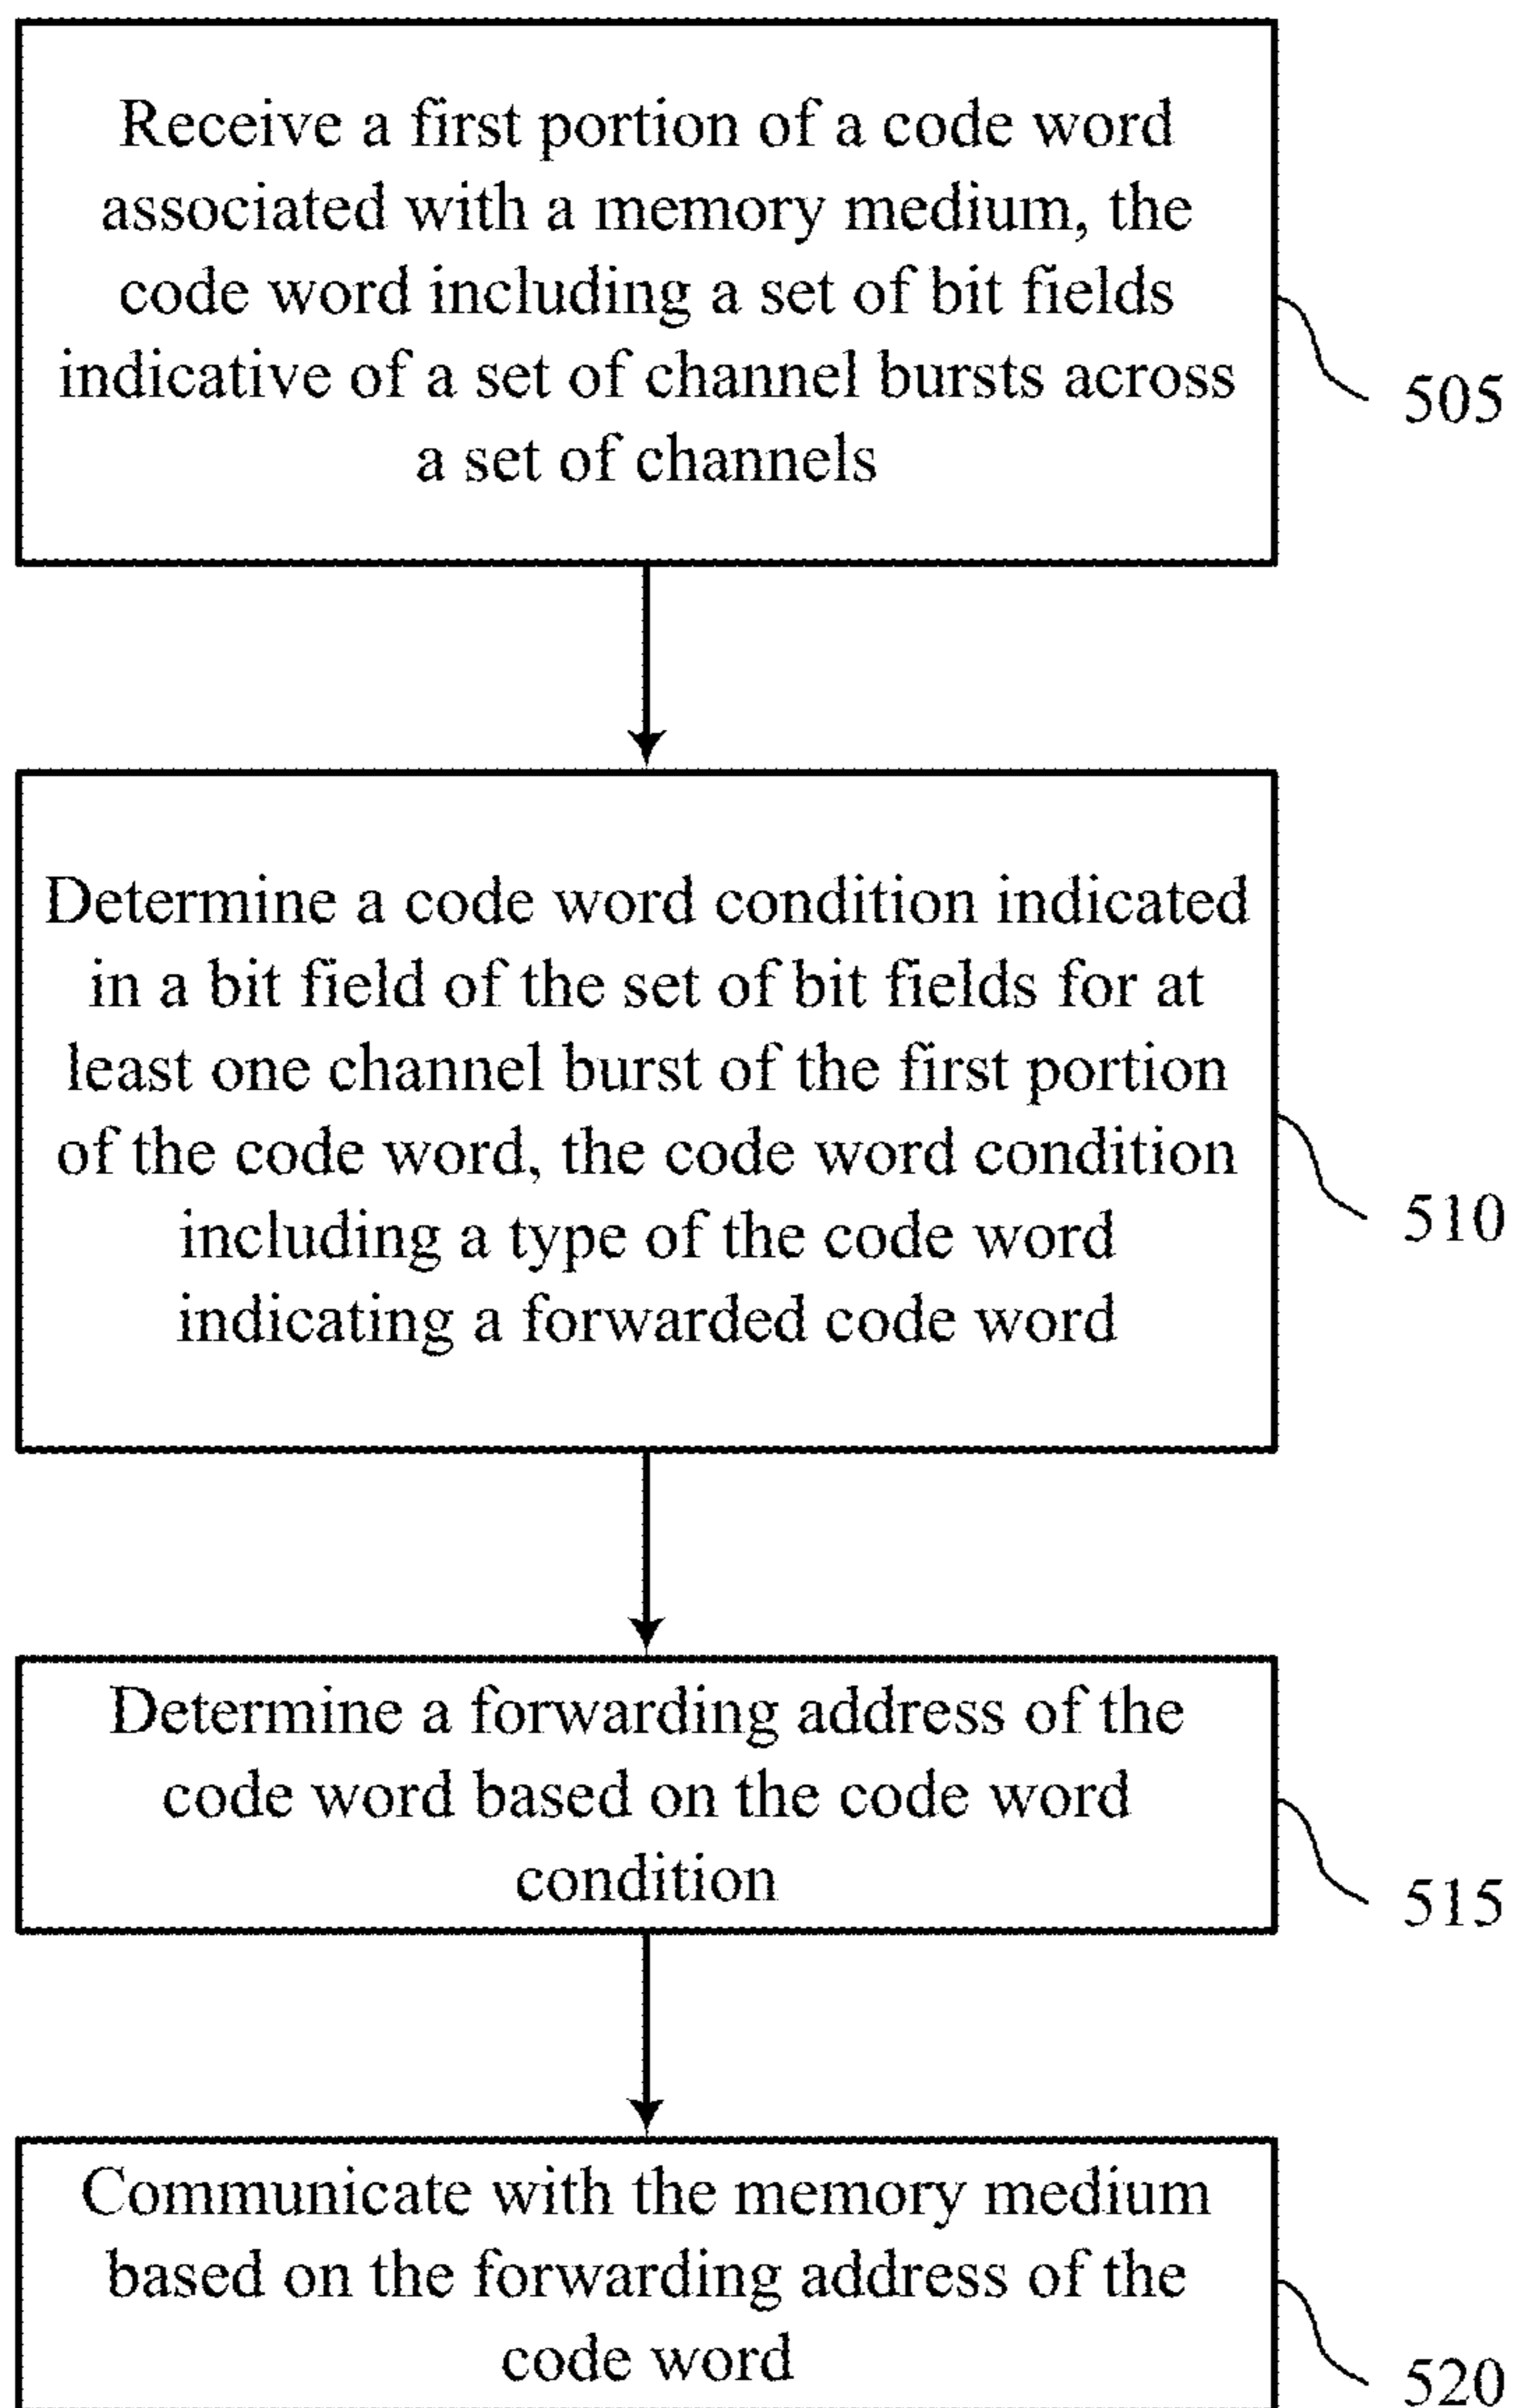 Receive a first portion of a code word
associated with a memory medium, the
code word including a set of bit fields
indicative of a set of channel bursts across
a set of channels
505
Determine a code word condition indicated
in a bit field of the set of bit fields for at
least one channel burst of the first portion
of the code word, the code word condition
including a type of the code word
indicating a forwarded code word
510
Determine a forwarding address of the
code word based on the code word
condition
515
Communicate with the memory medium
based on the forwarding address of the
code word
520